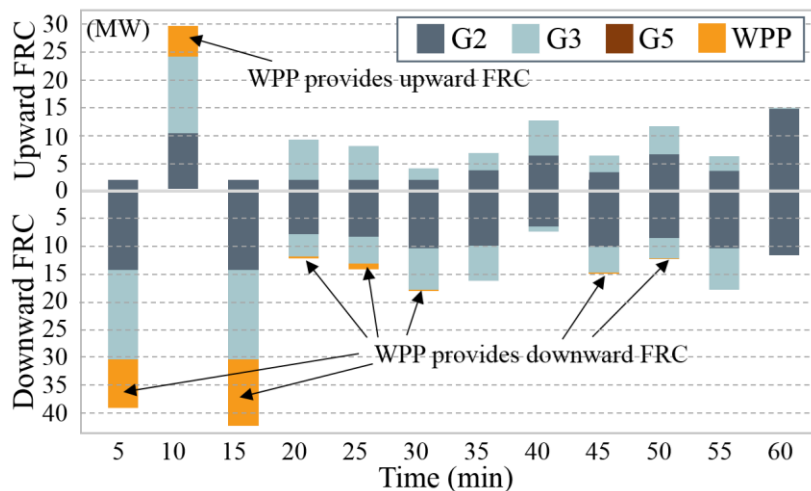 (MW)
G2 G3 G5 WPP
WPP provides upward FRC
Upward FRC
30
25
20
15
10
5
0
5
10
15
20
25
30
35
40
Downward FRC
WPP provides downward FRC
5 10 15 20 25 30 35 40 45 50 55 60
Time (min)